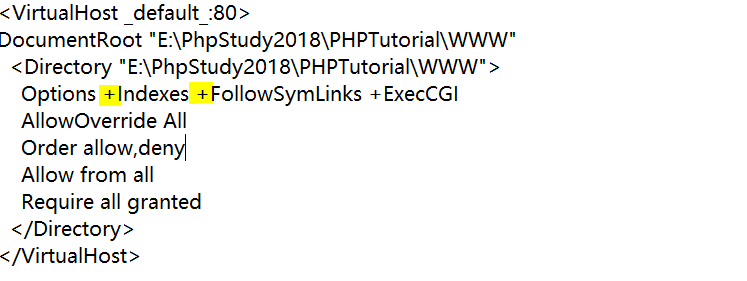 <VirtualHost _default_:80>
DocumentRoot "E:\PhpStudy2018\PHPTutorial\WWW"
<Directory "E:\PhpStudy2018\PHPTutorial\WWW">
Options +Indexes +FollowSymLinks +ExecCGI
AllowOverride All
Order allow,deny
Allow from all
Require all granted
</Directory>
</VirtualHost>